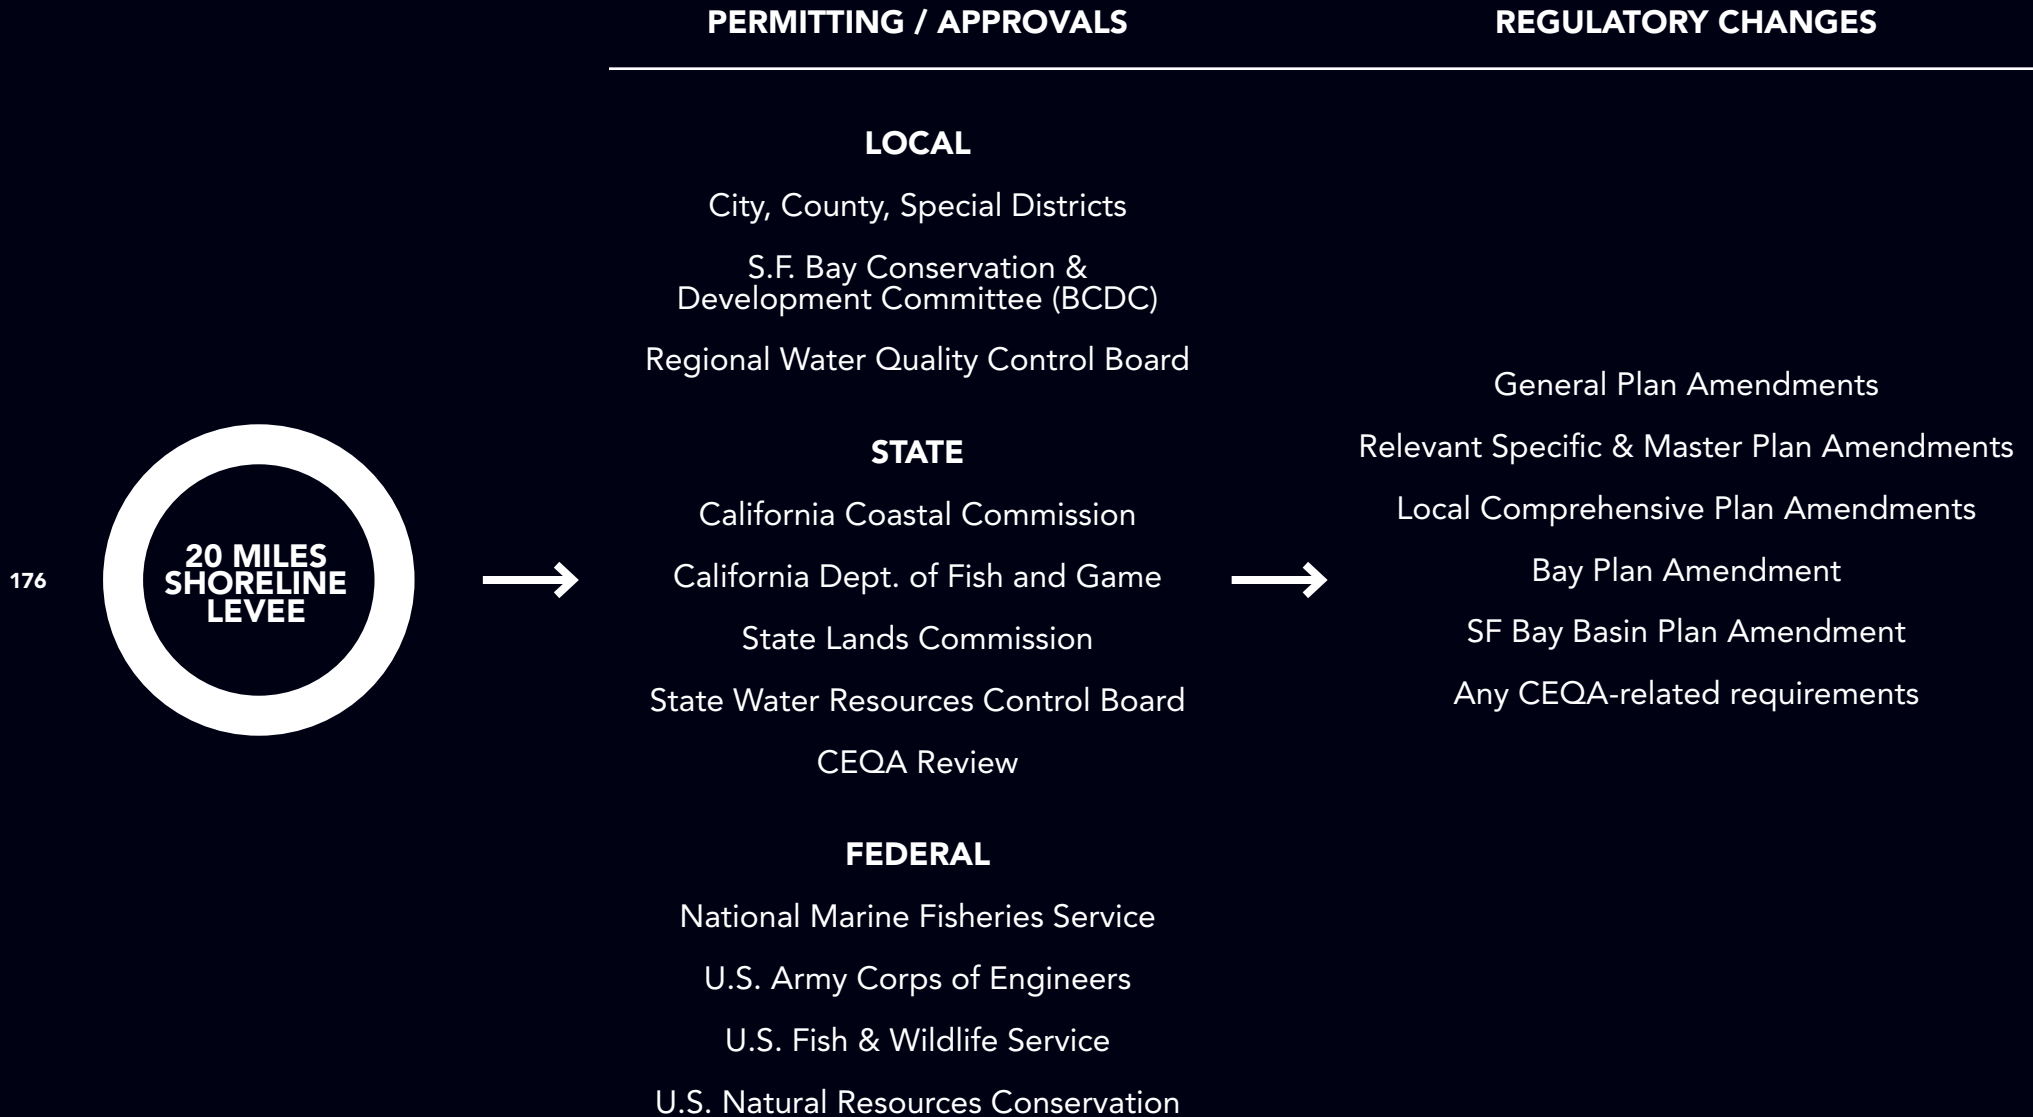 PERMITTING / APPROVALS
REGULATORY CHANGES
LOCAL
City, County, Special Districts
S.F. Bay Conservation &
Development Committee (BCDC)
Regional Water Quality Control Board
STATE
California Coastal Commission
California Dept. of Fish and Game
State Lands Commission
State Water Resources Control Board
CEQA Review
FEDERAL
National Marine Fisheries Service
U.S. Army Corps of Engineers
U.S. Fish & Wildlife Service
U.S. Natural Resources Conservation
General Plan Amendments
Relevant Specific & Master Plan Amendments
Local Comprehensive Plan Amendments
Bay Plan Amendment
SF Bay Basin Plan Amendment
Any CEQA-related requirements
20 MILES
SHORELINE
LEVEE
176